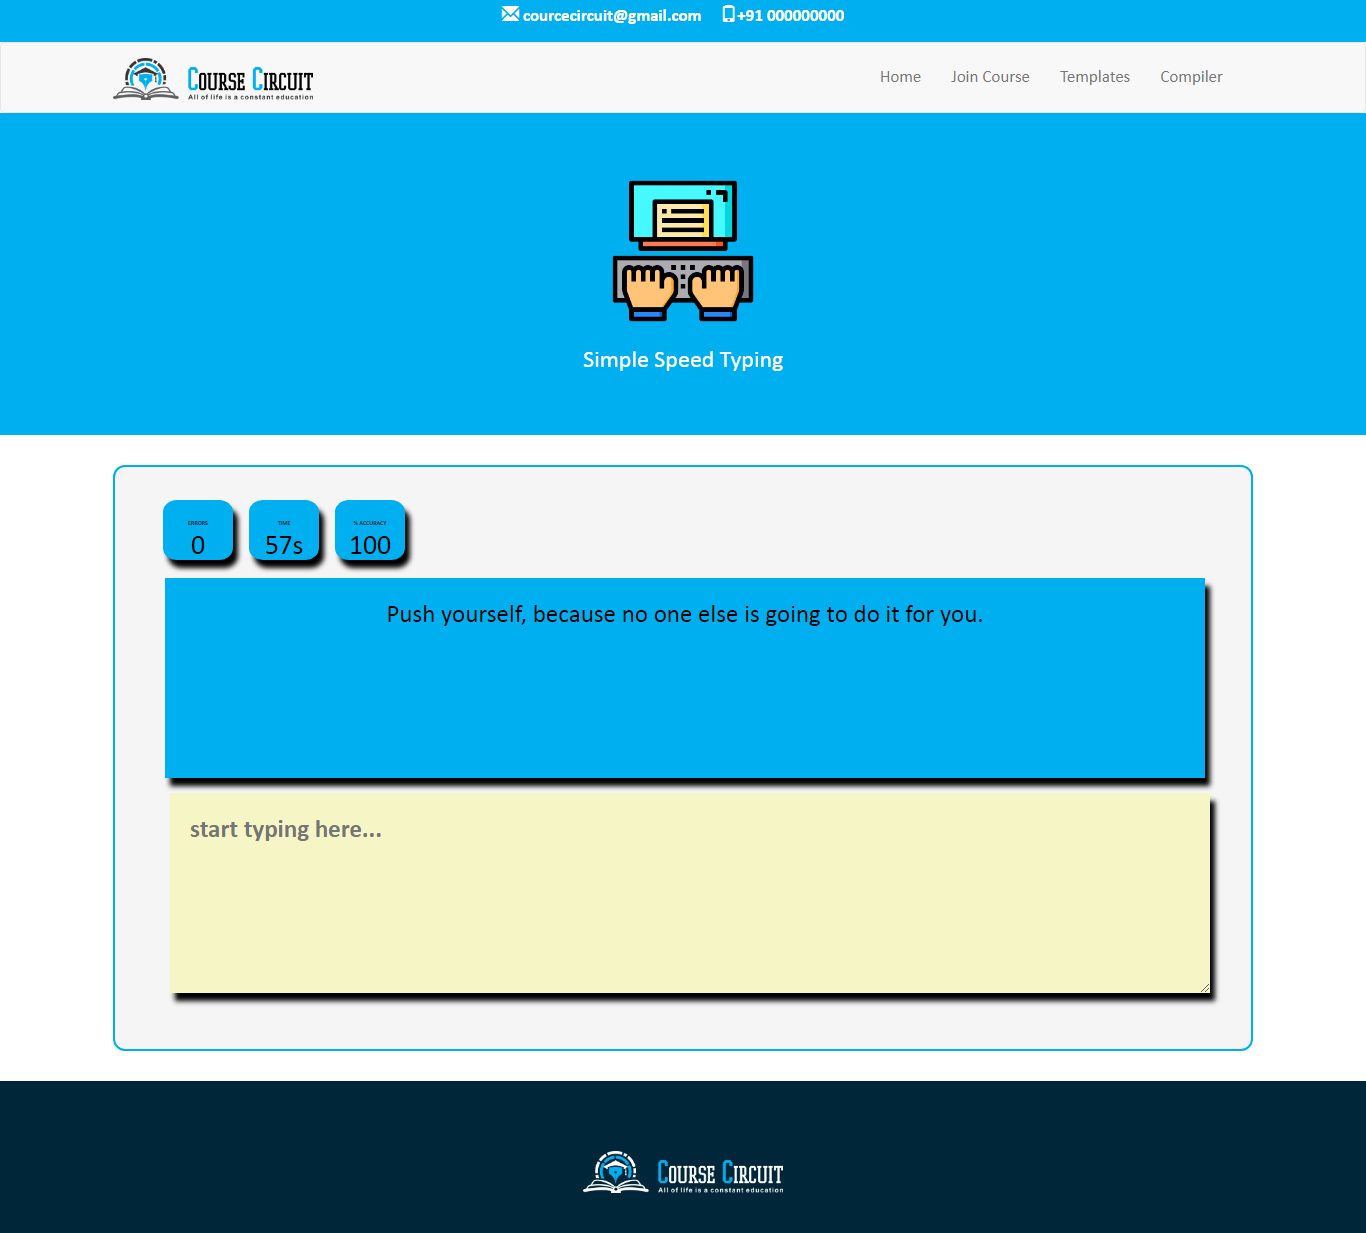 courcecircuit@gmail.com +91 000000000
COURSE CIRCUIT
All of life is a constant education
Home Join Course Templates Compiler
Simple Speed Typing
ERRORS
0
TIME
57s
% ACCURACY
100
Push yourself, because no one else is going to do it for you.
start typing here...
COURSE CIRCUIT
All of life is a constant education